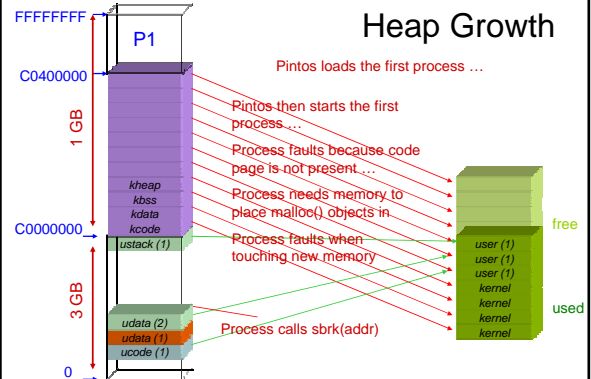 Heap Growth
FFFFFFFF
P1
C0400000
1 GB
C0000000
3 GB
0
kheap
kbss
kdata
kcode
ustack (1)
udata (2)
udata (1)
ucode (1)
Pintos loads the first process …
Pintos then starts the first
process …
Process faults because code
page is not present …
Process needs memory to
place malloc() objects in
Process faults when
touching new memory
Process calls sbrk(addr)
free
user (1)
user (1)
user (1)
kernel
kernel
kernel
kernel
used